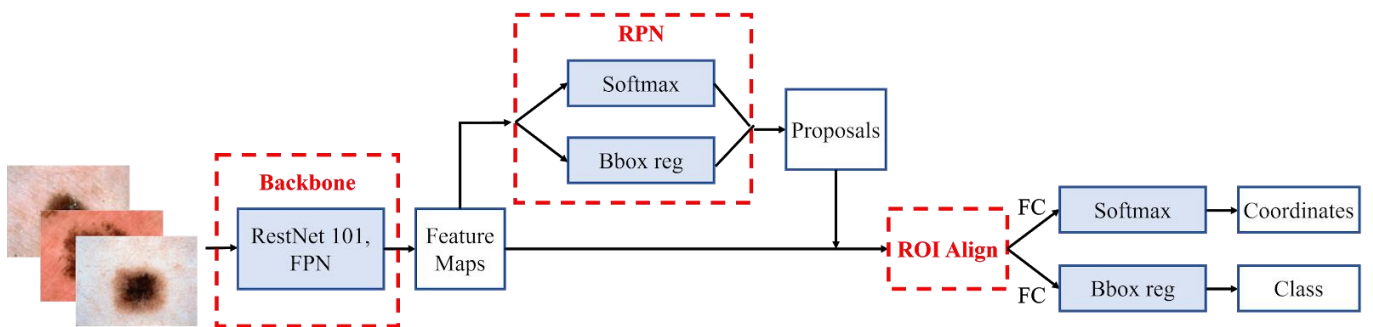 RPN
Softmax
Bbox reg
Proposals
Backbone
RestNet 101,
FPN
Feature
Maps
ROI Align
FC
Softmax
Coordinates
FC
Bbox reg
Class